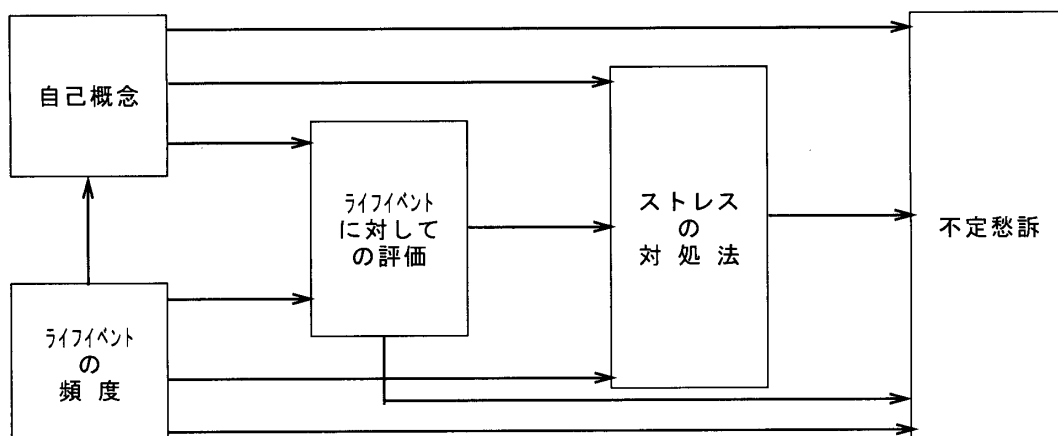 自己概念
ライフイベント
に対して
の評価
ストレス
の
対処法
不定愁訴
ライフイベント
の
頻度